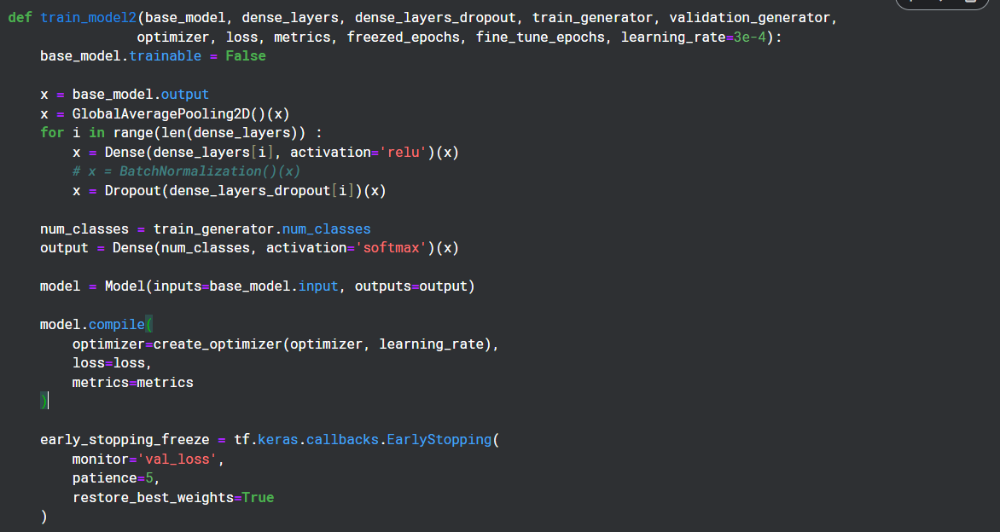 def train_model2(base_model, dense_layers, dense_layers_dropout, train_generator, validation_generator,
                optimizer, loss, metrics, freezed_epochs, fine_tune_epochs, learning_rate=3e-4):
    base_model.trainable = False

    x = base_model.output
    x = GlobalAveragePooling2D()(x)
    for i in range(len(dense_layers)) :
        x = Dense(dense_layers[i], activation='relu')(x)
        # x = BatchNormalization()(x)
        x = Dropout(dense_layers_dropout[i])(x)

    num_classes = train_generator.num_classes
    output = Dense(num_classes, activation='softmax')(x)

    model = Model(inputs=base_model.input, outputs=output)

    model.compile(
        optimizer=create_optimizer(optimizer, learning_rate),
        loss=loss,
        metrics=metrics
    )

    early_stopping_freeze = tf.keras.callbacks.EarlyStopping(
        monitor='val_loss',
        patience=5,
        restore_best_weights=True
    )